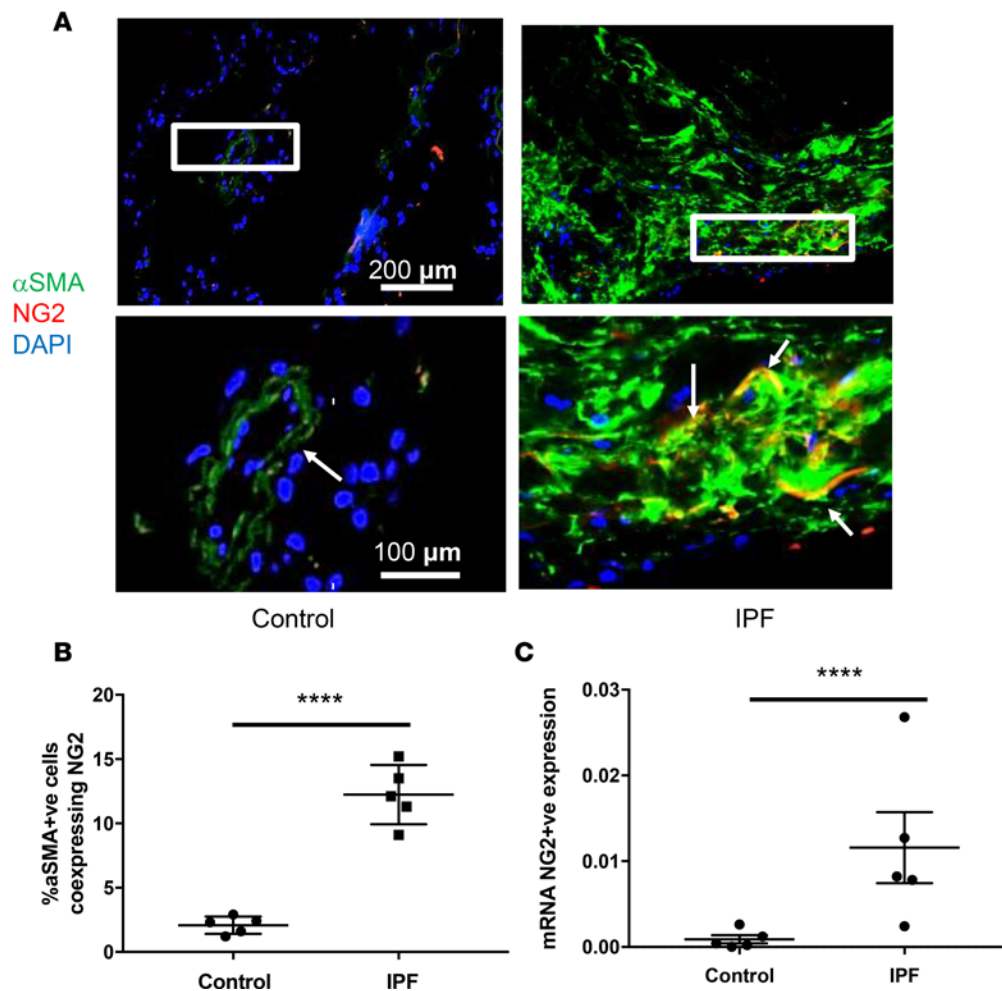 A
αSMA
NG2
DAPI
200 μm
100 μm
Control
IPF
B
%aSMA+ve cells
coexpressing NG2
20
15
10
5
0
****
Control
IPF
C
mRNA NG2+ve expression
0.03
0.02
0.01
0.00
****
Control
IPF